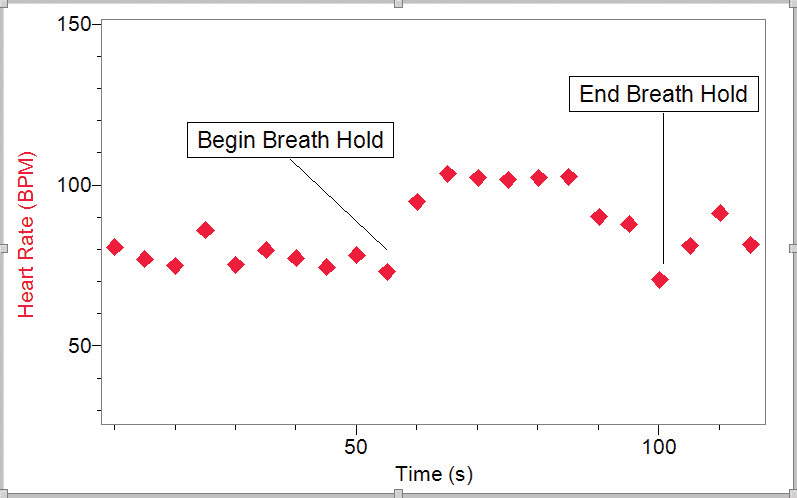 150
End Breath Hold
Begin Breath Hold
100
Heart Rate (BPM)
50
50 100
Time (s)